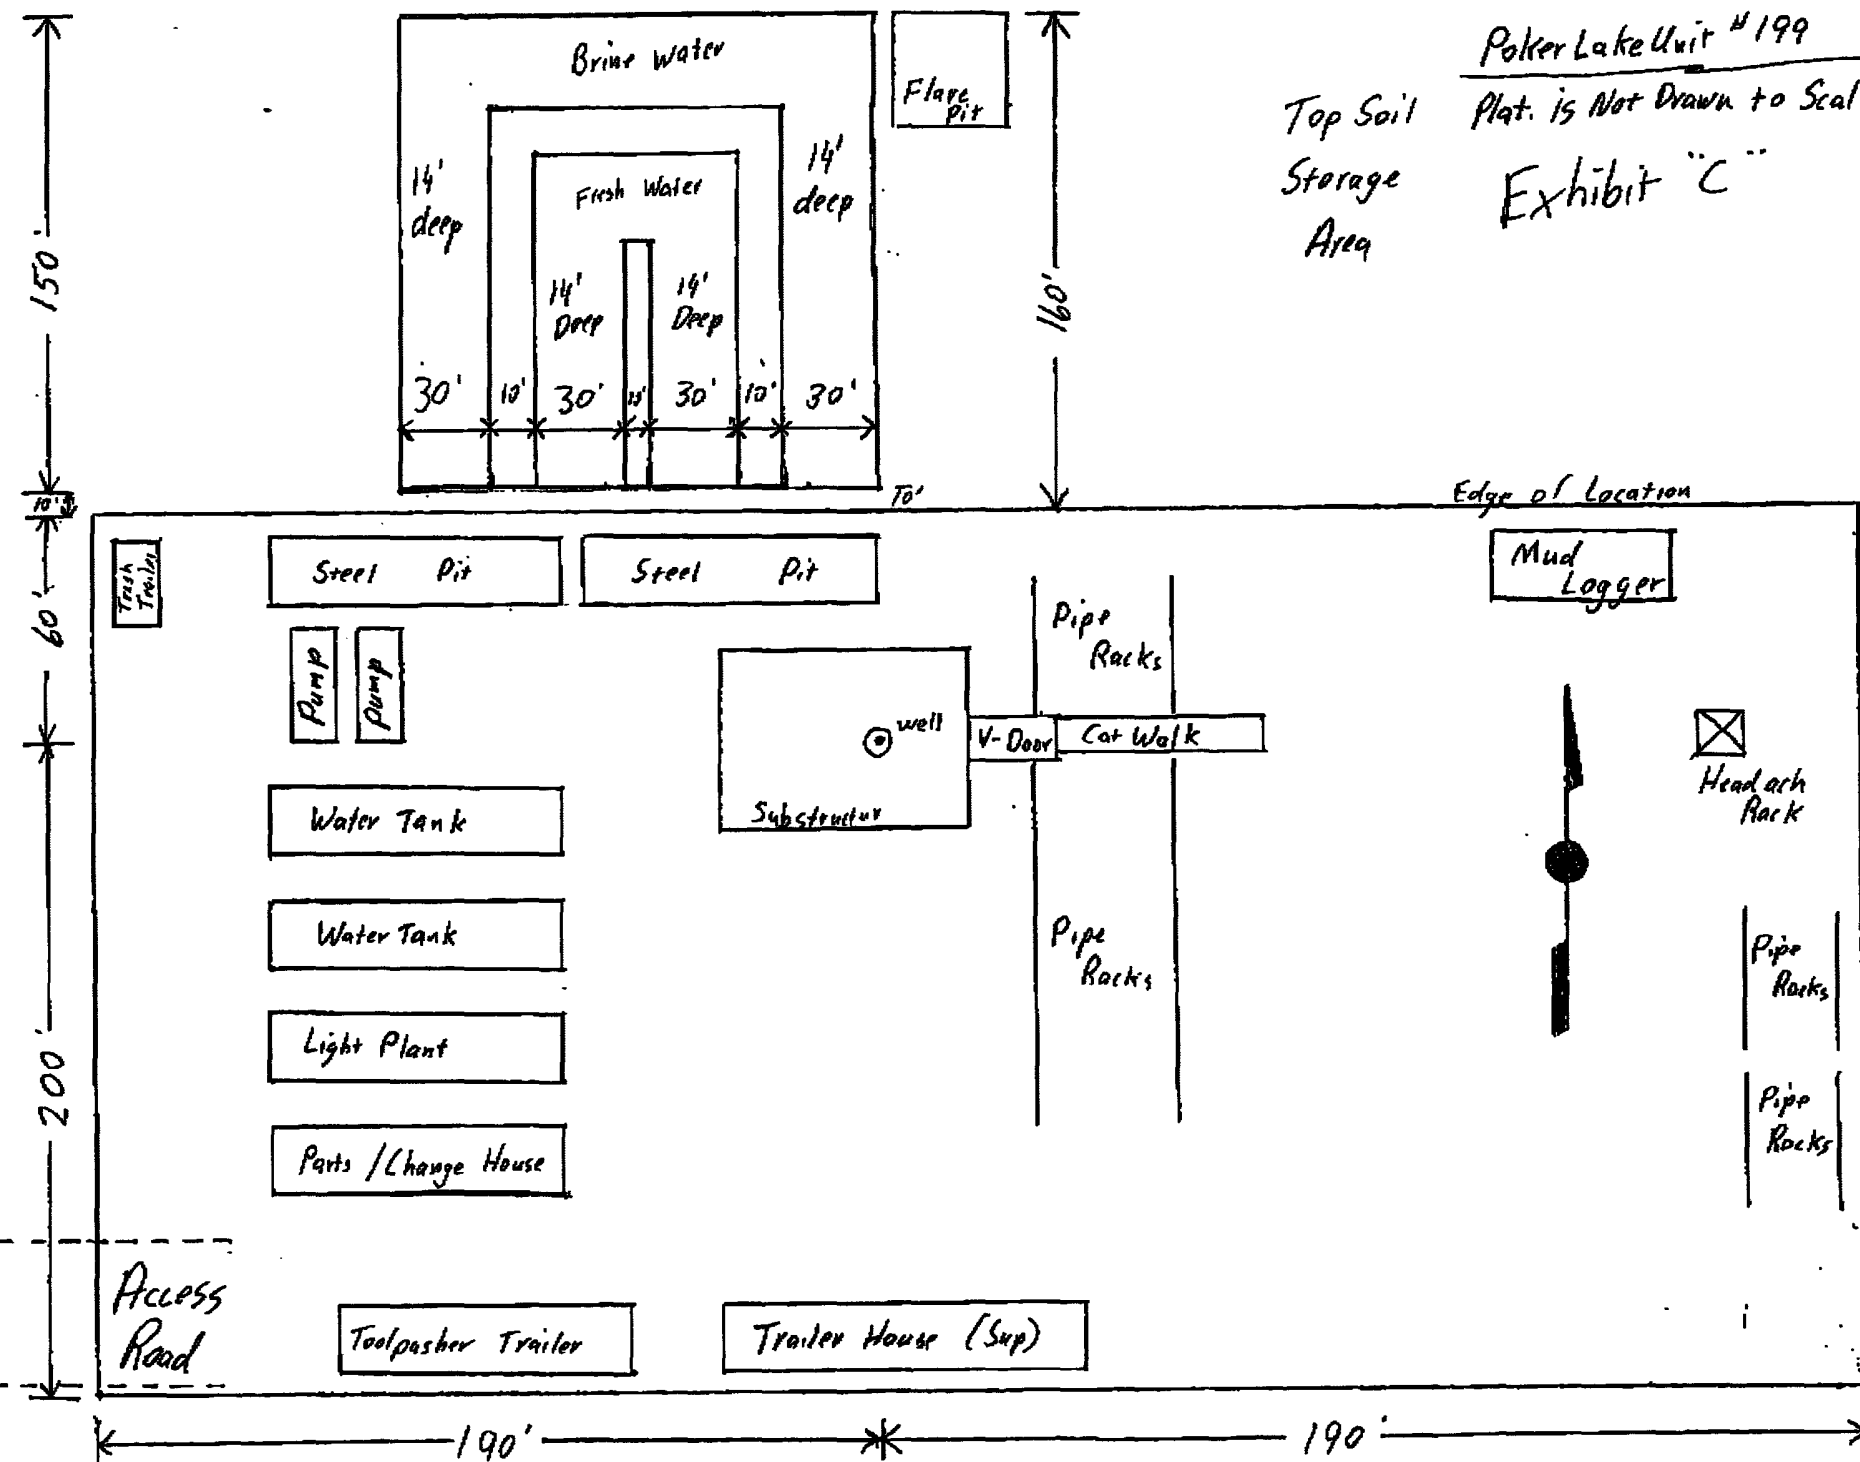 Poker Lake Unit #199
Plat. is Not Drawn to Scal
Exhibit "C"
Top Soil
Storage
Area
Brine Water
Flare
Pit
14'
deep
14'
deep
Fresh Water
14'
Deep
14'
Deep
30'
10'
30'
10'
30'
10'
30'
150'
160'
10'
10'
60'
200'
Edge of Location
Trash
Trailer
Steel Pit
Steel Pit
Mud
Logger
Pump
Pump
Pipe
Racks
well
V-Door
Cat Walk
Substructur
Headach
Rack
Water Tank
Water Tank
Pipe
Racks
Pipe
Racks
Light Plant
Pipe
Racks
Parts / Change House
Access
Road
Toolpusher Trailer
Trailer House (Sup)
190'
190'